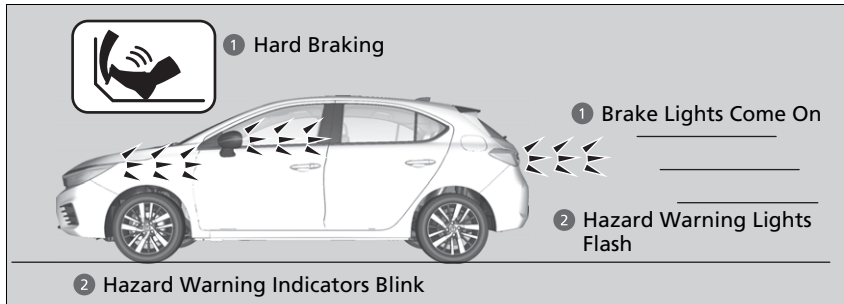 1 Hard Braking
1 Brake Lights Come On
2 Hazard Warning Lights
Flash
2 Hazard Warning Indicators Blink